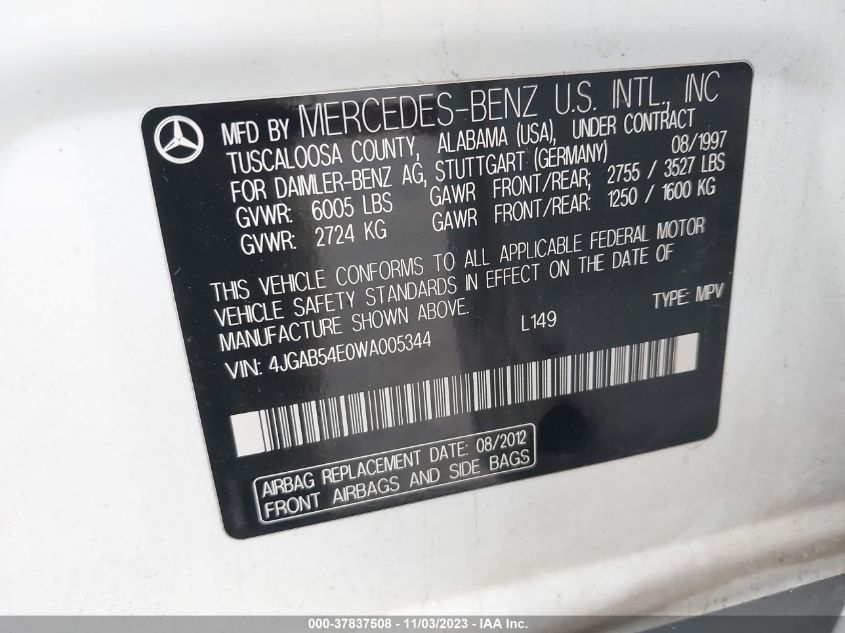 MFD BY MERCEDES-BENZ U.S. INTL., INC
TUSCALOOSA COUNTY, ALABAMA (USA), UNDER CONTRACT
FOR DAIMLER-BENZ AG, STUTTGART (GERMANY) 08/1997
GVWR: 6005 LBS GAWR FRONT/REAR: 2755 / 3527 LBS
GVWR: 2724 KG GAWR FRONT/REAR: 1250 / 1600 KG
THIS VEHICLE CONFORMS TO ALL APPLICABLE FEDERAL MOTOR
VEHICLE SAFETY STANDARDS IN EFFECT ON THE DATE OF
MANUFACTURE SHOWN ABOVE.
L149 TYPE: MPV
VIN: 4JGAB54E0WA005344
AIRBAG REPLACEMENT DATE: 08/2012
FRONT AIRBAGS AND SIDE BAGS
000-37837508 - 11/03/2023 - IAA Inc.